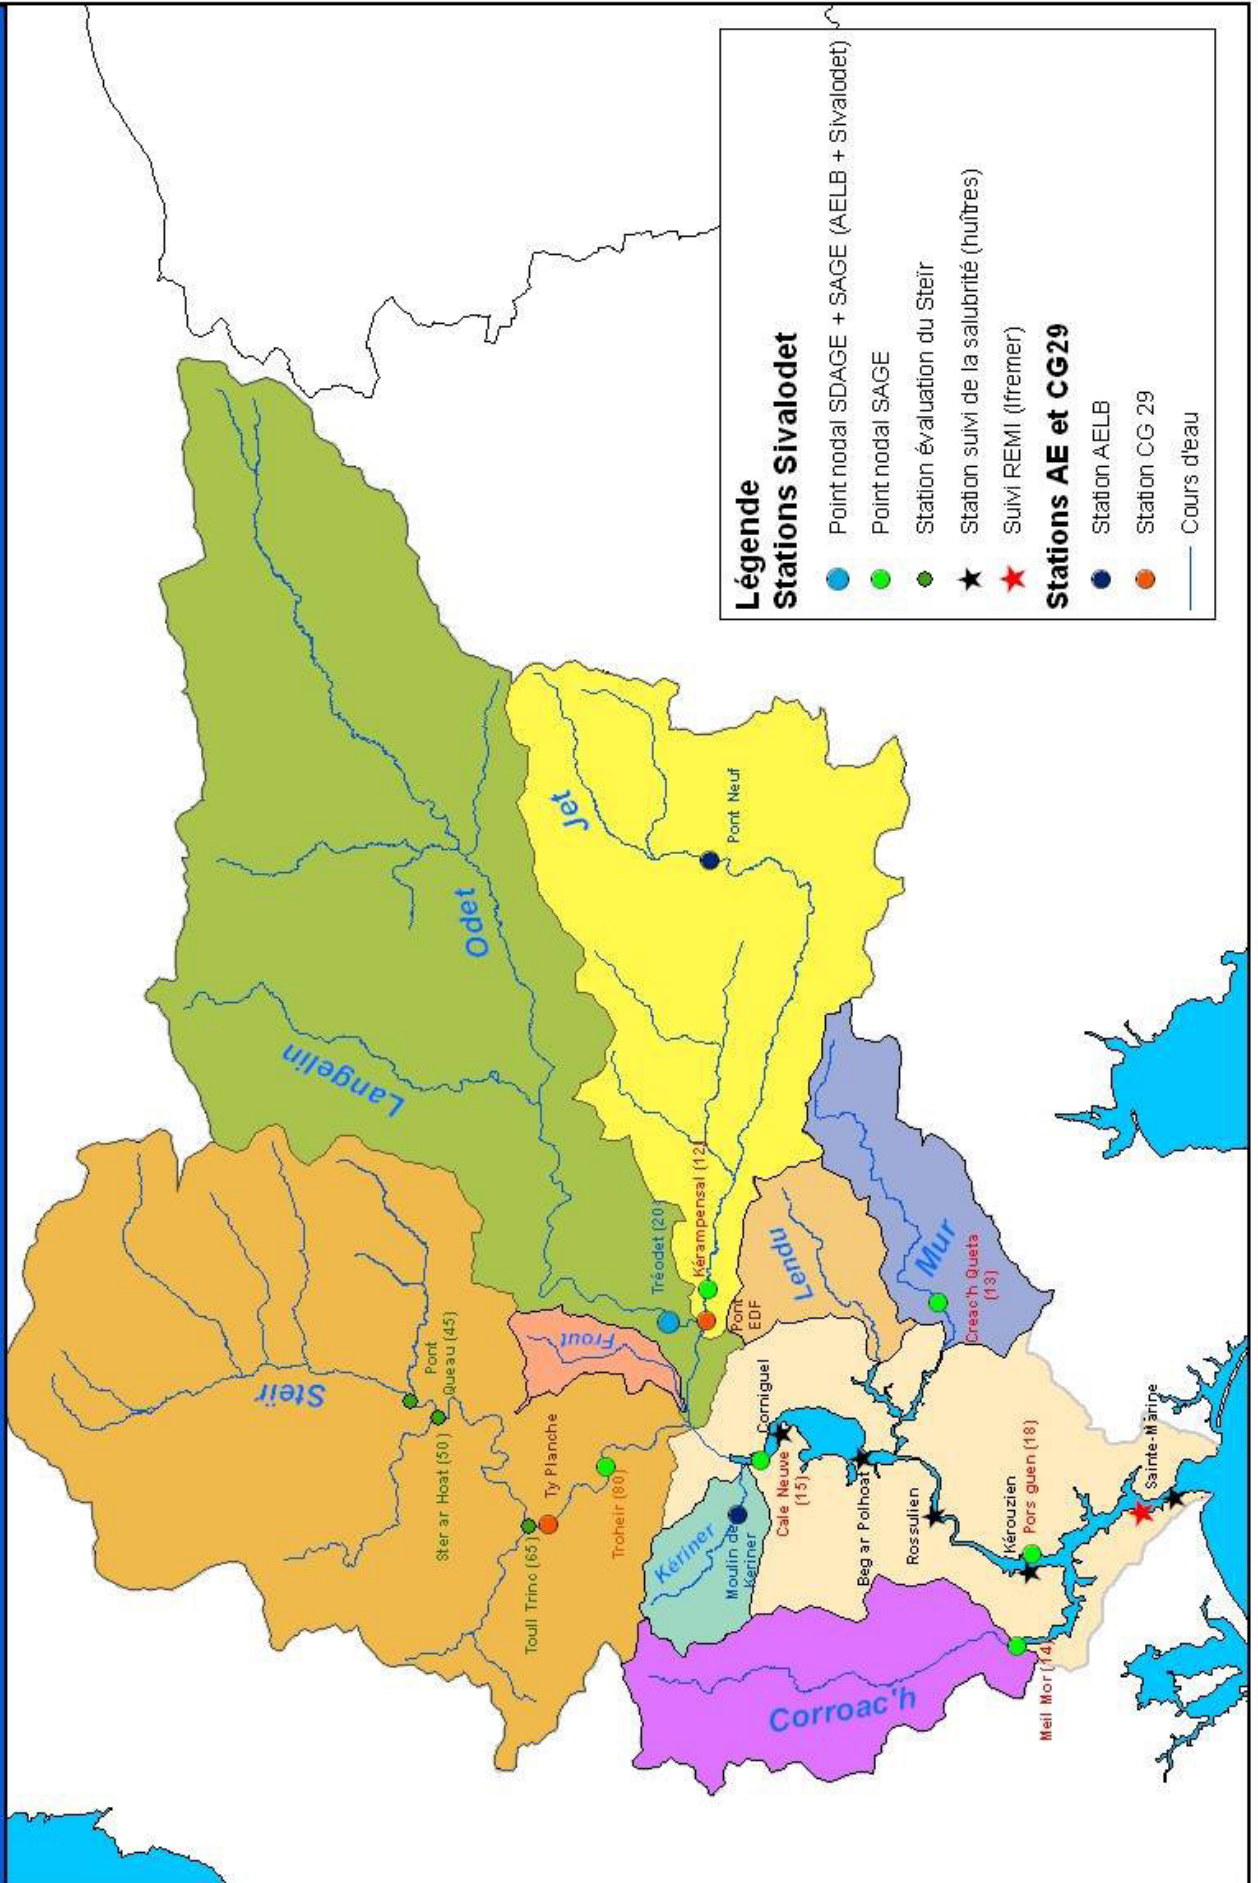 Steïr
Langelin
Odet
Jet
Frout
Lendu
Mur
Kériner
Corroac'h
Pont
Queau (45)
Ster ar Hoat (50)
Toull Trinc (65)
Ty Planche
Troheir (80)
Tréodet (20)
Kérampensal (12)
Pont
EDF
Pont Neuf
Creac'h Queta
(13)
Moulin de
Kériner
Corniguel
Cale Neuve
(15)
Beg ar Polhoat
Rossulien
Kérouzien
Pors guen (18)
Meil Mor (14)
Sainte-Marine
Légende
Stations Sivalodet
Point nodal SDAGE + SAGE (AELB + Sivalodet)
Point nodal SAGE
Station évaluation du Steïr
Station suivi de la salubrité (huîtres)
Suivi REMI (Ifremer)
Stations AE et CG29
Station AELB
Station CG 29
Cours d'eau